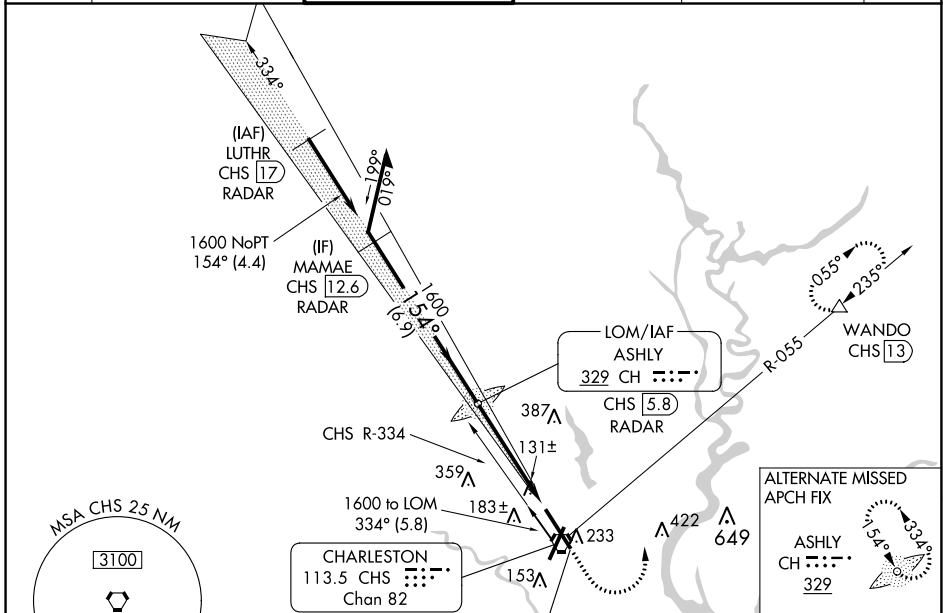 334°
(IAF)
LUTHR
CHS 17
RADAR
199°
019°
1600 NoPT
154° (4.4)
(IF)
MAMAE
CHS 12.6
RADAR
1600
154°
(6.9)
055°
235°
WANDO
CHS 13
R-055
LOM/IAF
ASHLY
329 CH
CHS 5.8
RADAR
387
131±
CHS R-334
359
183±
1600 to LOM
334° (5.8)
233
422
649
153
CHARLESTON
113.5 CHS
Chan 82
MSA CHS 25 NM
3100
ALTERNATE MISSED
APCH FIX
154°
334°
ASHLY
CH
329